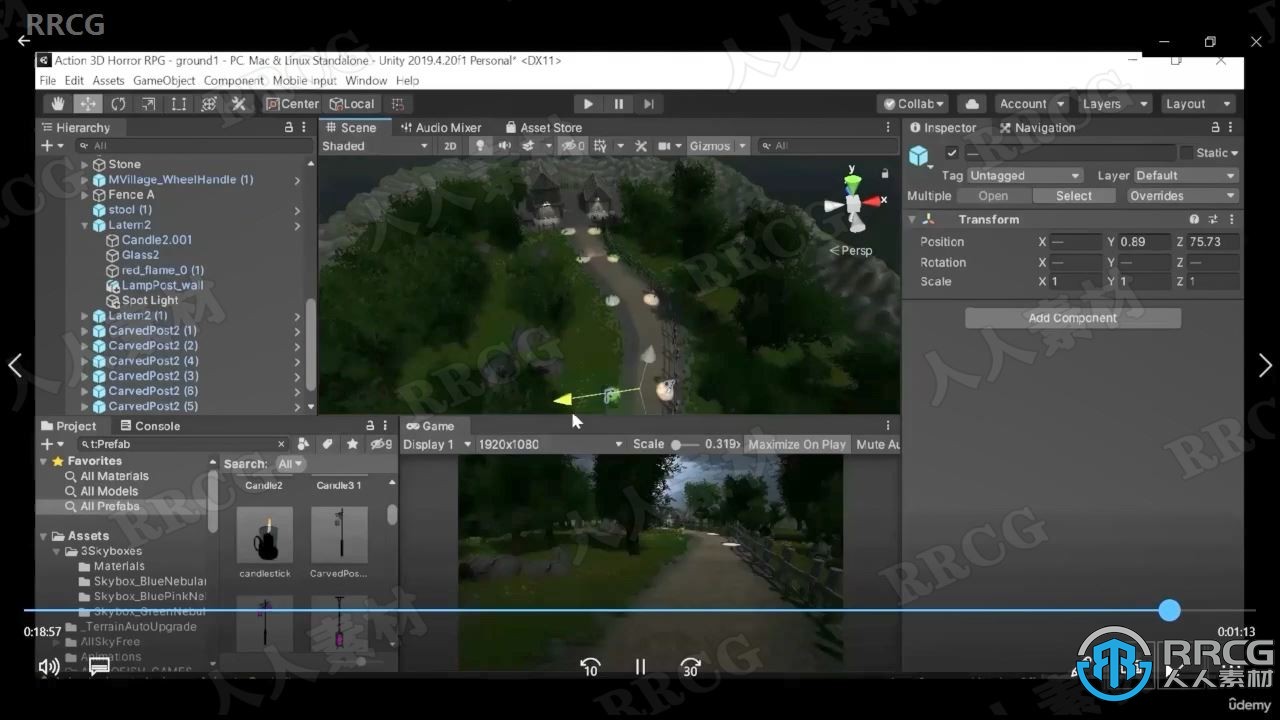 RRCG
Action 3D Horror RPG - ground1 - PC, Mac & Linux Standalone - Unity 2019.4.20f1 Personal* <DX11>
File Edit Assets GameObject Component Mobile Input Window Help
Center Local Collab Account Layers Layout
Hierarchy Scene Audio Mixer Asset Store Inspector Navigation
All Shaded 2D 0 Gizmos All — Static
Stone
MVillage_WheelHandle (1)
Tag Untagged Layer Default
Fence A
Multiple Open Select Overrides
stool (1)
Latern2
Transform
Candle2.001
Position X — Y 0.89 Z 75.73
Glass2
Rotation X — Y — Z —
red_flame_0 (1)
Scale X 1 Y 1 Z 1
LampPost_wall
Spot Light
Latern2 (1)
Add Component
CarvedPost2 (1)
CarvedPost2 (2)
CarvedPost2 (4)
CarvedPost2 (3)
CarvedPost2 (6)
CarvedPost2 (5)
y
x
< Persp
Project Console
t:Prefab 9
Game
Display 1 1920x1080 Scale 0.319x Maximize On Play Mute Au
Favorites
Search: All
All Materials
All Models
All Prefabs
Candle2 Candle3 1
Assets
3Skyboxes
Materials
Skybox_BlueNebular
Skybox_BluePinkNel
Skybox_GreenNebul
_TerrainAutoUpgrade
AllSkyFree
Animations
candlestick CarvedPos...
0:18:57
0:01:13
10
30
RRCG
人人素材
ûdemy